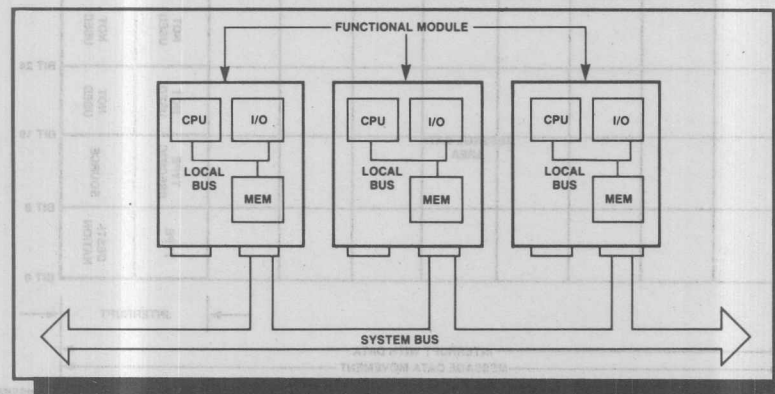 FUNCTIONAL MODULE
CPU
I/O
LOCAL
BUS
MEM
CPU
I/O
LOCAL
BUS
MEM
CPU
I/O
LOCAL
BUS
MEM
SYSTEM BUS